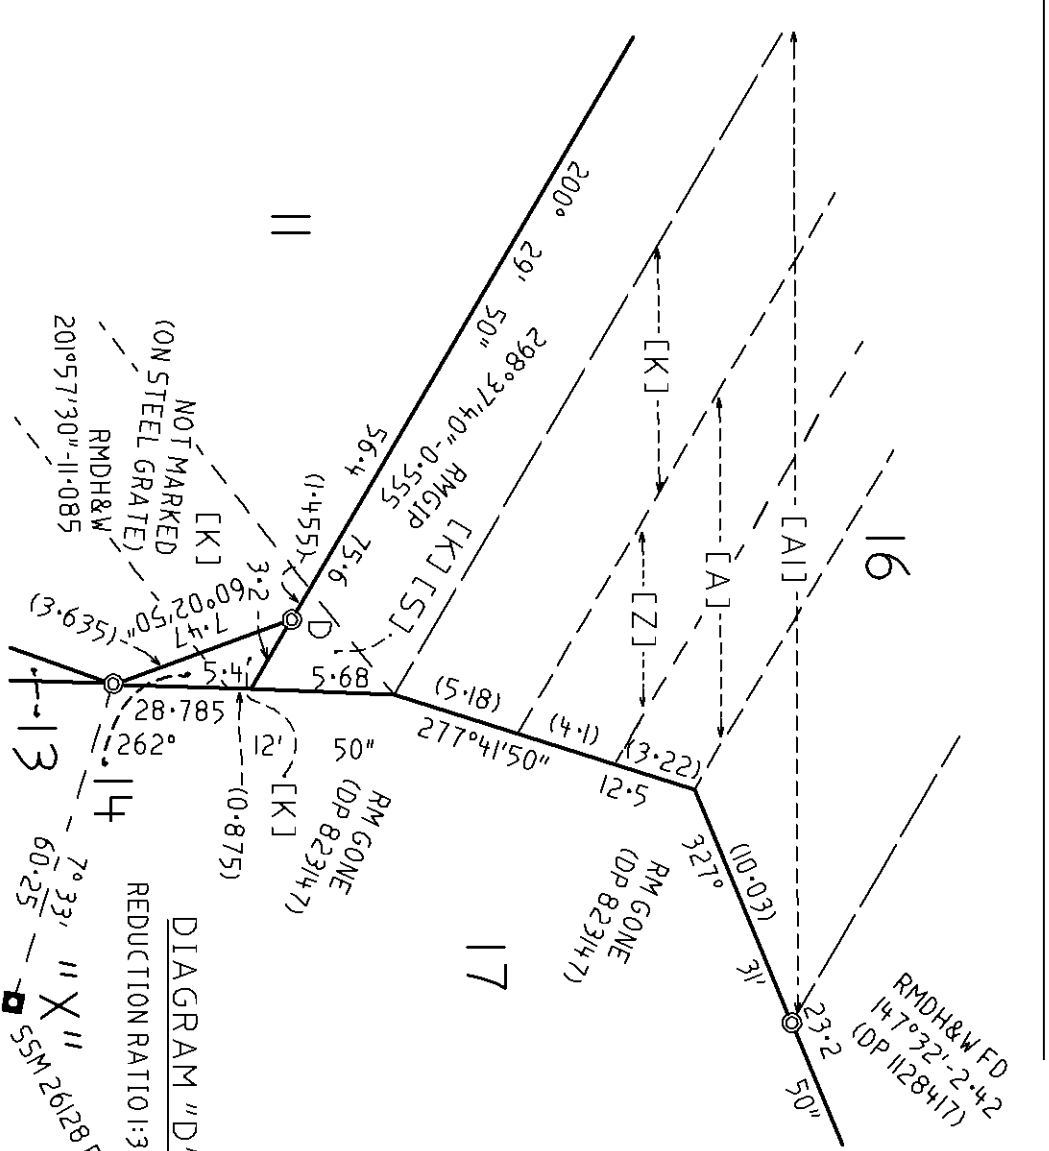 16
11
200° 29' 50"
298°37'40"-0·555
RMGIP
56·4
75·6
[K]
[Z]
[A]
[A1]
[K] [S]
(1·455)
D
NOT MARKED
(ON STEEL GRATE)
RMDH&W
201°57'30"-11·085
[K]
3·2
60°02'50"
7·47
(3·635)
5·4
5·68
(5·18)
(4·1)
(3·22)
277°41'50"
12·5
28·785
262° 12' 50"
[K]
(0·875)
RM GONE
(DP 823147)
RM GONE
(DP 823147)
(10·03)
327° 31' 50"
23·2
RMDH&W FD
147°32'-2·42
(DP 1128417)
13
14
17
7°33'
60·25
"X"
SSM 26128
DIAGRAM "D"
REDUCTION RATIO 1:3